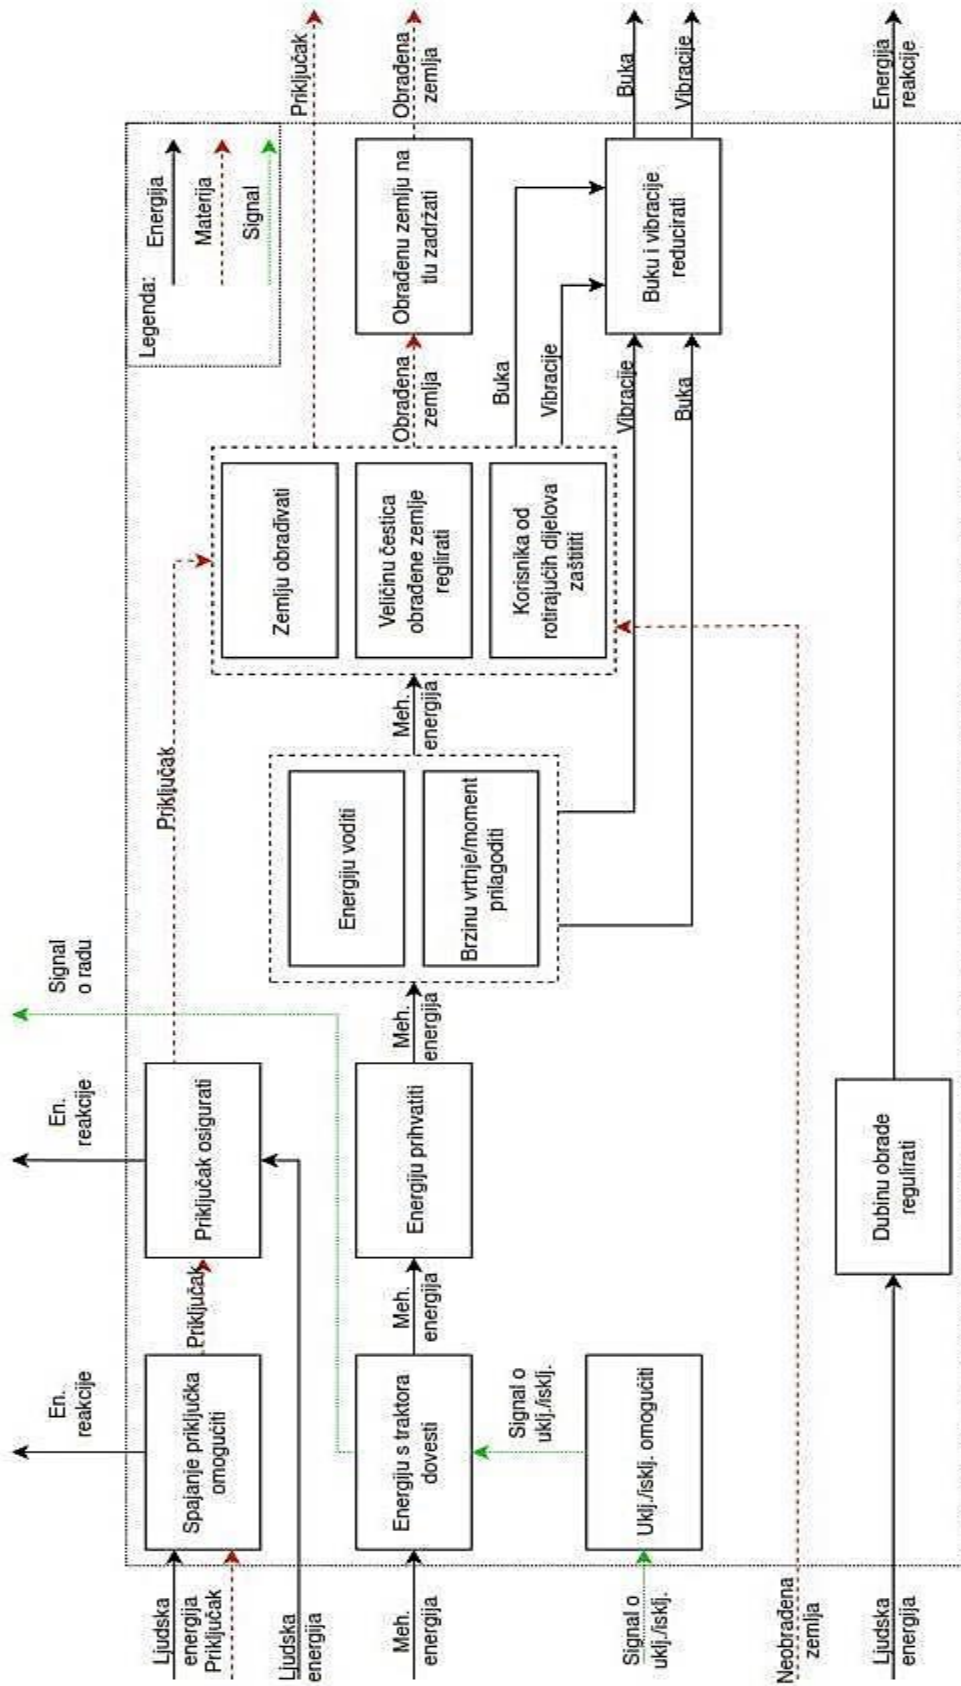 Ljudska
energija
Priključak
Ljudska
energija
Meh.
energija
Signal o
uklj./isklj.
Neobrađena
zemlja
Ljudska
energija
En.
reakcije
Spajanje priključka
omogućiti
Priključak
En.
reakcije
Priključak osigurati
Signal
o radu
Priključak
Energiju s traktora
dovesti
Meh.
energija
Energiju prihvatiti
Meh.
energija
Signal o
uklj./isklj.
Uklj./isklj. omogućiti
Energiju voditi
Brzinu vrtnje/moment
prilagoditi
Meh.
energija
Zemlju obrađivati
Veličinu čestica
obrađene zemlje
reglirati
Korisnika od
rotirajućih dijelova
zaštititi
Obrađena
zemlja
Buka
Vibracije
Vibracije
Buka
Obrađenu zemlju na
tlu zadržati
Buku i vibracije
reducirati
Dubinu obrade
regulirati
Legenda:
Energija
Materija
Signal
Priključak
Obrađena
zemlja
Buka
Vibracije
Energija
reakcije